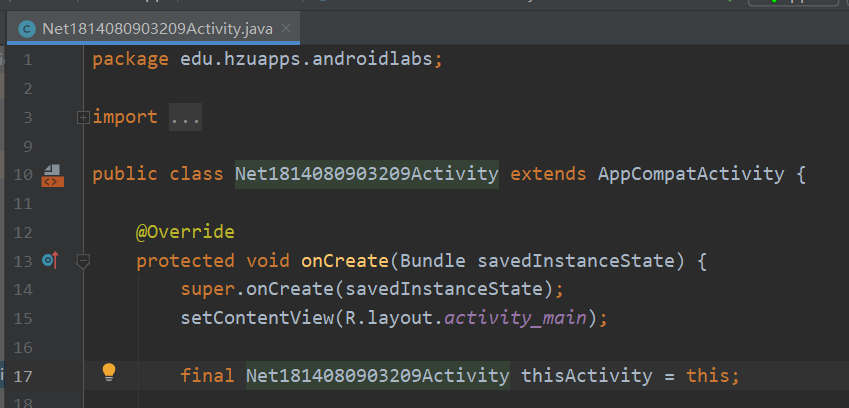 Net1814080903209Activity.java
1 package edu.hzuapps.androidlabs;
2
3 import ...
9
10 public class Net1814080903209Activity extends AppCompatActivity {
11
12 @Override
13 protected void onCreate(Bundle savedInstanceState) {
14 super.onCreate(savedInstanceState);
15 setContentView(R.layout.activity_main);
16
17 final Net1814080903209Activity thisActivity = this;
18